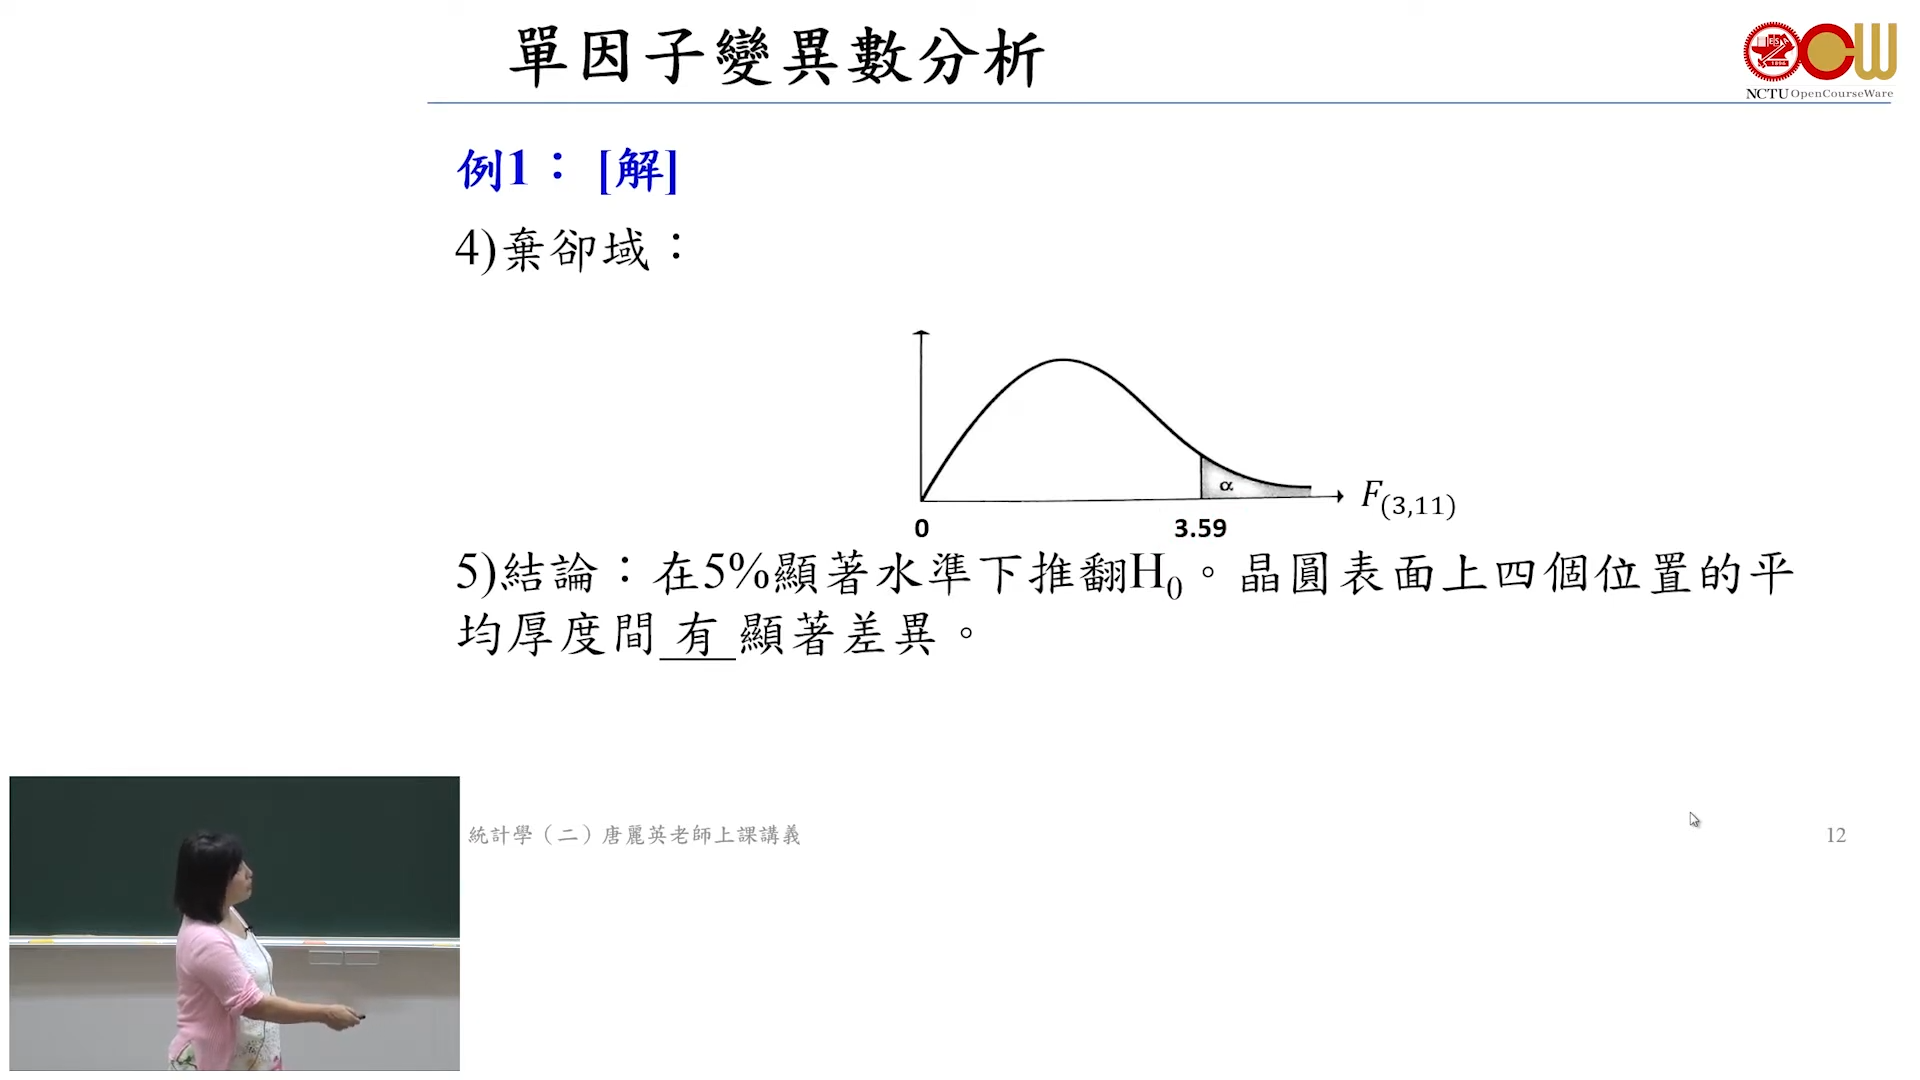 單因子變異數分析
NCTU OpenCourseWare
例1：[解]
4)棄卻域：
α
F(3,11)
0
3.59
5)結論：在5%顯著水準下推翻H0。晶圓表面上四個位置的平
均厚度間 有 顯著差異。
統計學（二）唐麗英老師上課講義
12